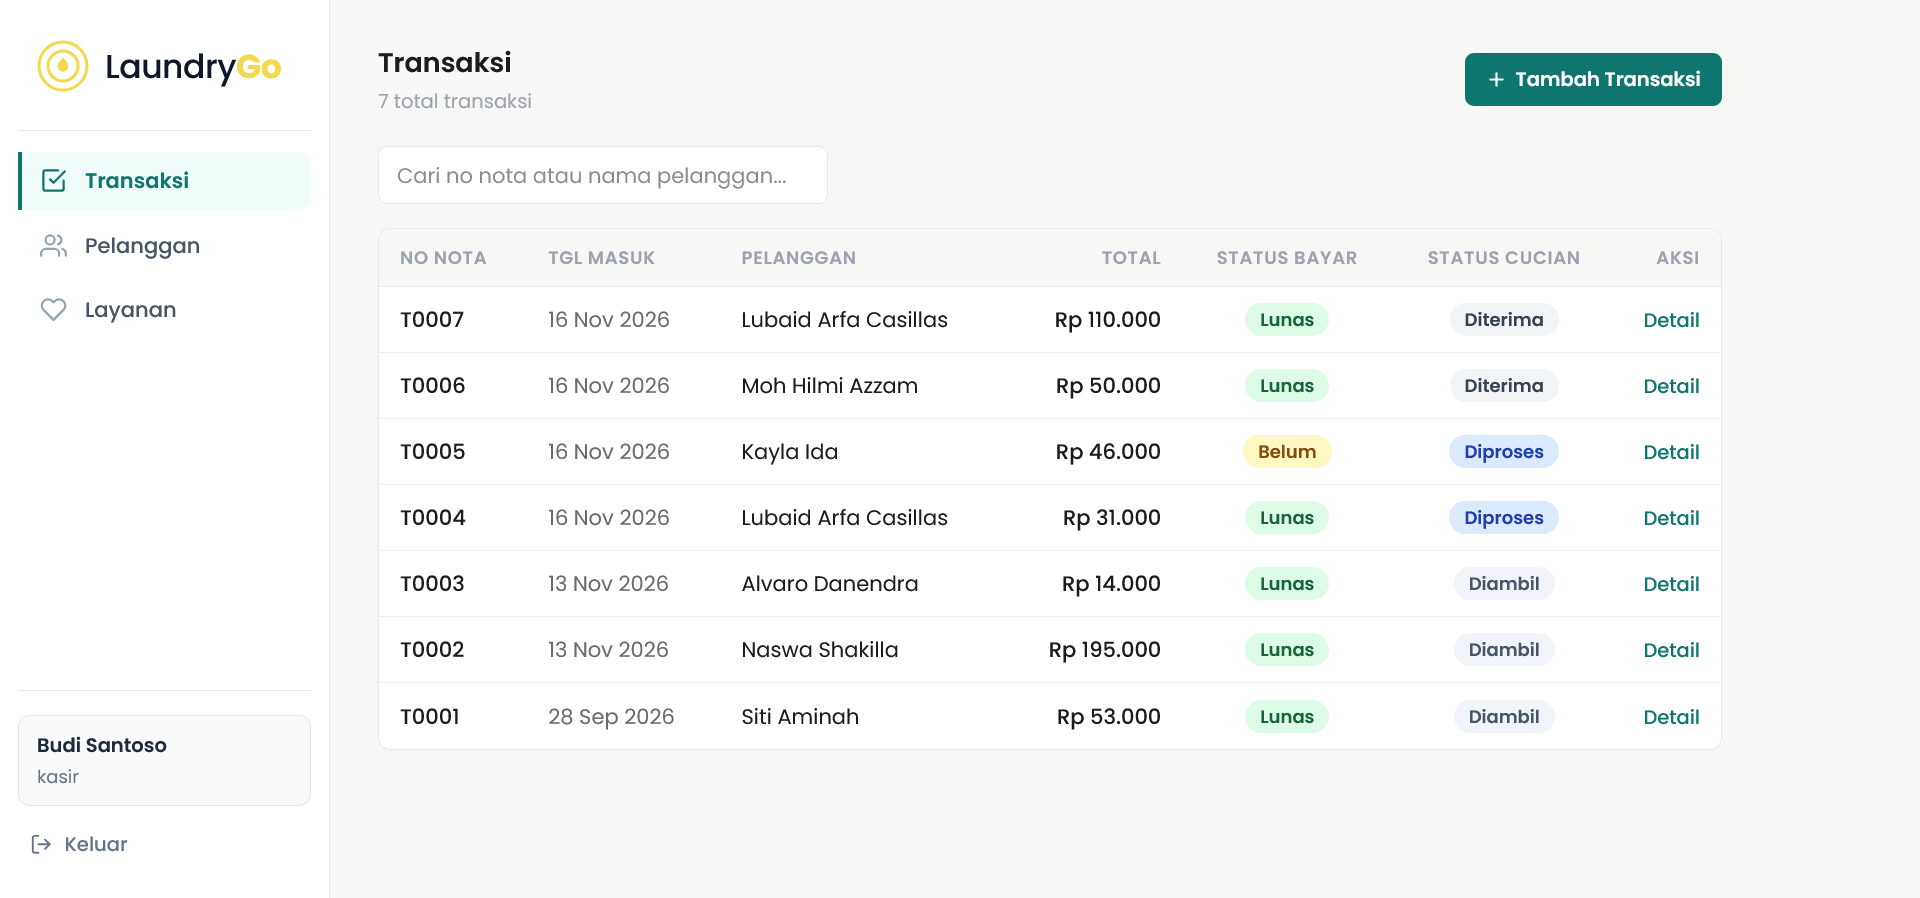 LaundryGo
Transaksi
Pelanggan
Layanan
Budi Santoso
kasir
Keluar
Transaksi
7 total transaksi
+ Tambah Transaksi
Cari no nota atau nama pelanggan...
NO NOTA TGL MASUK PELANGGAN TOTAL STATUS BAYAR STATUS CUCIAN AKSI
T0007 16 Nov 2026 Lubaid Arfa Casillas Rp 110.000 Lunas Diterima Detail
T0006 16 Nov 2026 Moh Hilmi Azzam Rp 50.000 Lunas Diterima Detail
T0005 16 Nov 2026 Kayla Ida Rp 46.000 Belum Diproses Detail
T0004 16 Nov 2026 Lubaid Arfa Casillas Rp 31.000 Lunas Diproses Detail
T0003 13 Nov 2026 Alvaro Danendra Rp 14.000 Lunas Diambil Detail
T0002 13 Nov 2026 Naswa Shakilla Rp 195.000 Lunas Diambil Detail
T0001 28 Sep 2026 Siti Aminah Rp 53.000 Lunas Diambil Detail